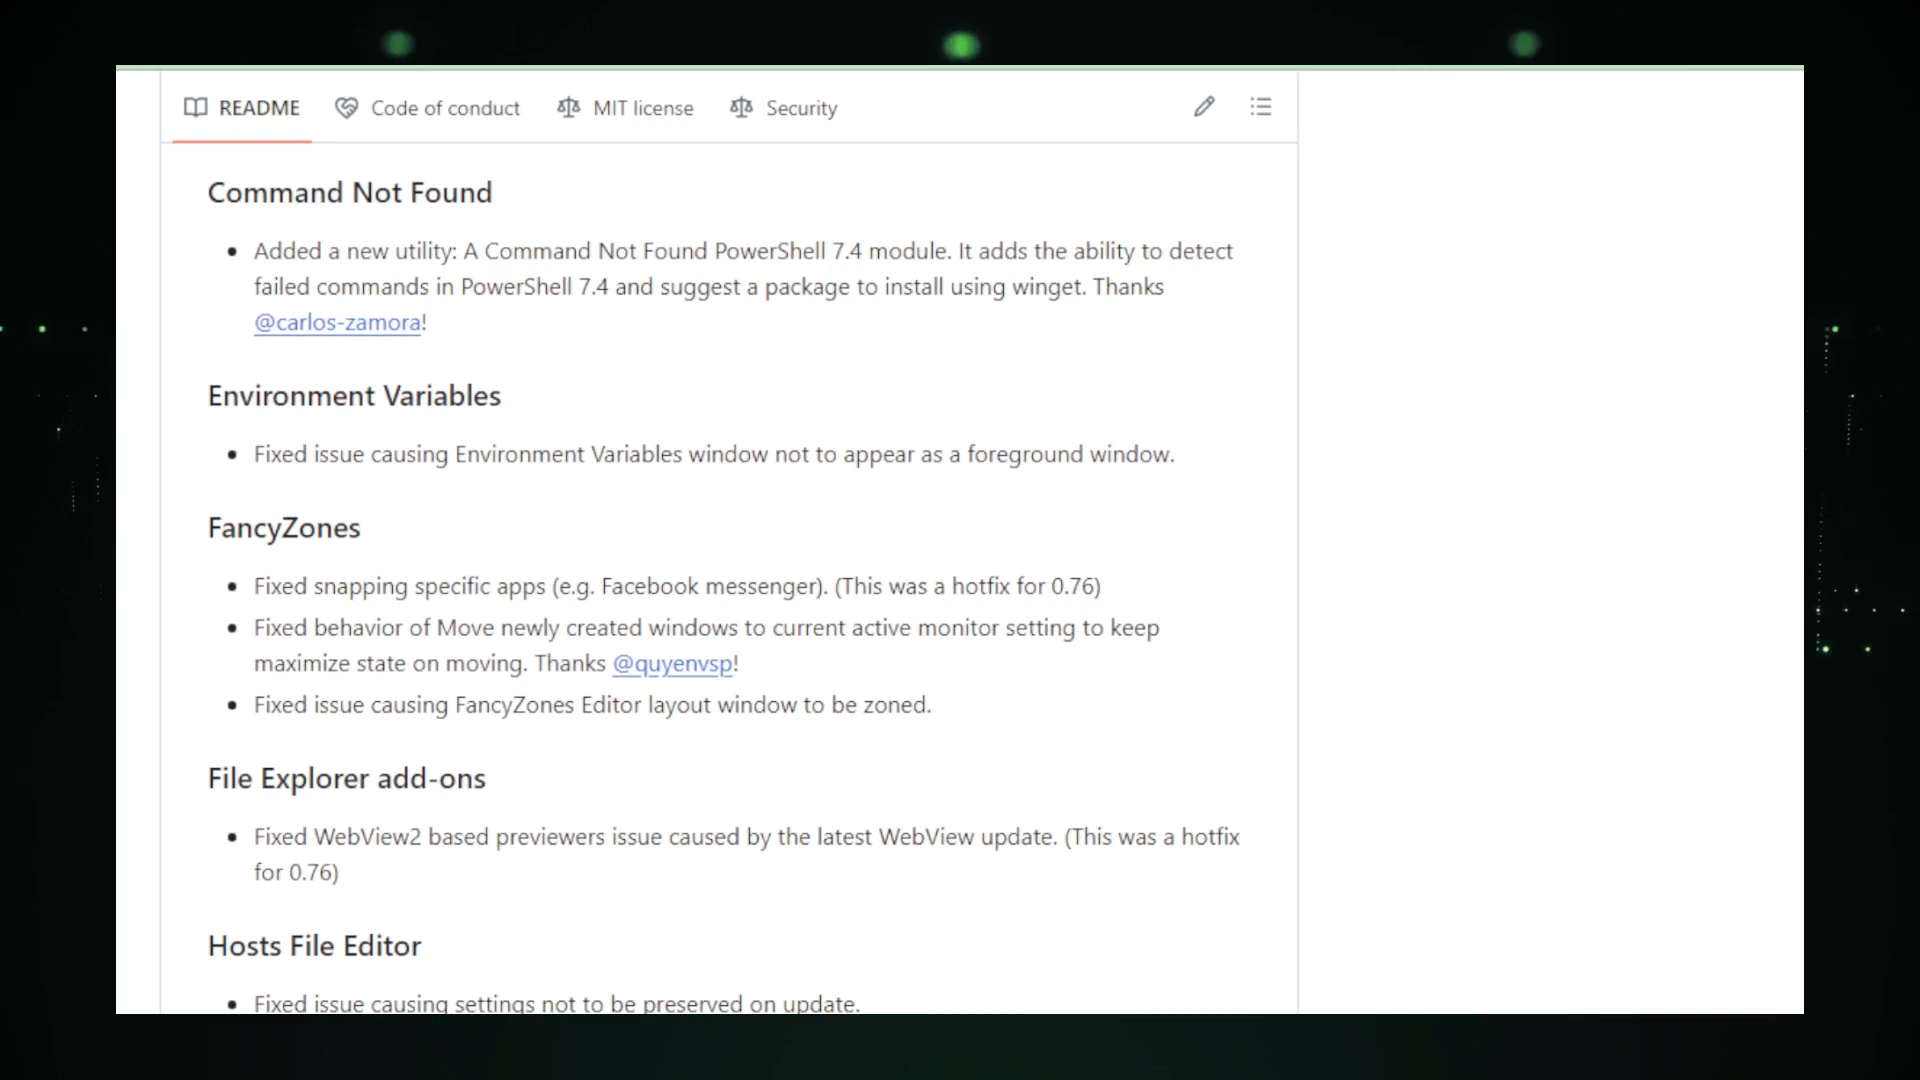 README Code of conduct MIT license Security
Command Not Found
Added a new utility: A Command Not Found PowerShell 7.4 module. It adds the ability to detect
failed commands in PowerShell 7.4 and suggest a package to install using winget. Thanks
@carlos-zamora!
Environment Variables
Fixed issue causing Environment Variables window not to appear as a foreground window.
FancyZones
Fixed snapping specific apps (e.g. Facebook messenger). (This was a hotfix for 0.76)
Fixed behavior of Move newly created windows to current active monitor setting to keep
maximize state on moving. Thanks @quyenvsp!
Fixed issue causing FancyZones Editor layout window to be zoned.
File Explorer add-ons
Fixed WebView2 based previewers issue caused by the latest WebView update. (This was a hotfix
for 0.76)
Hosts File Editor
Fixed issue causing settings not to be preserved on update.